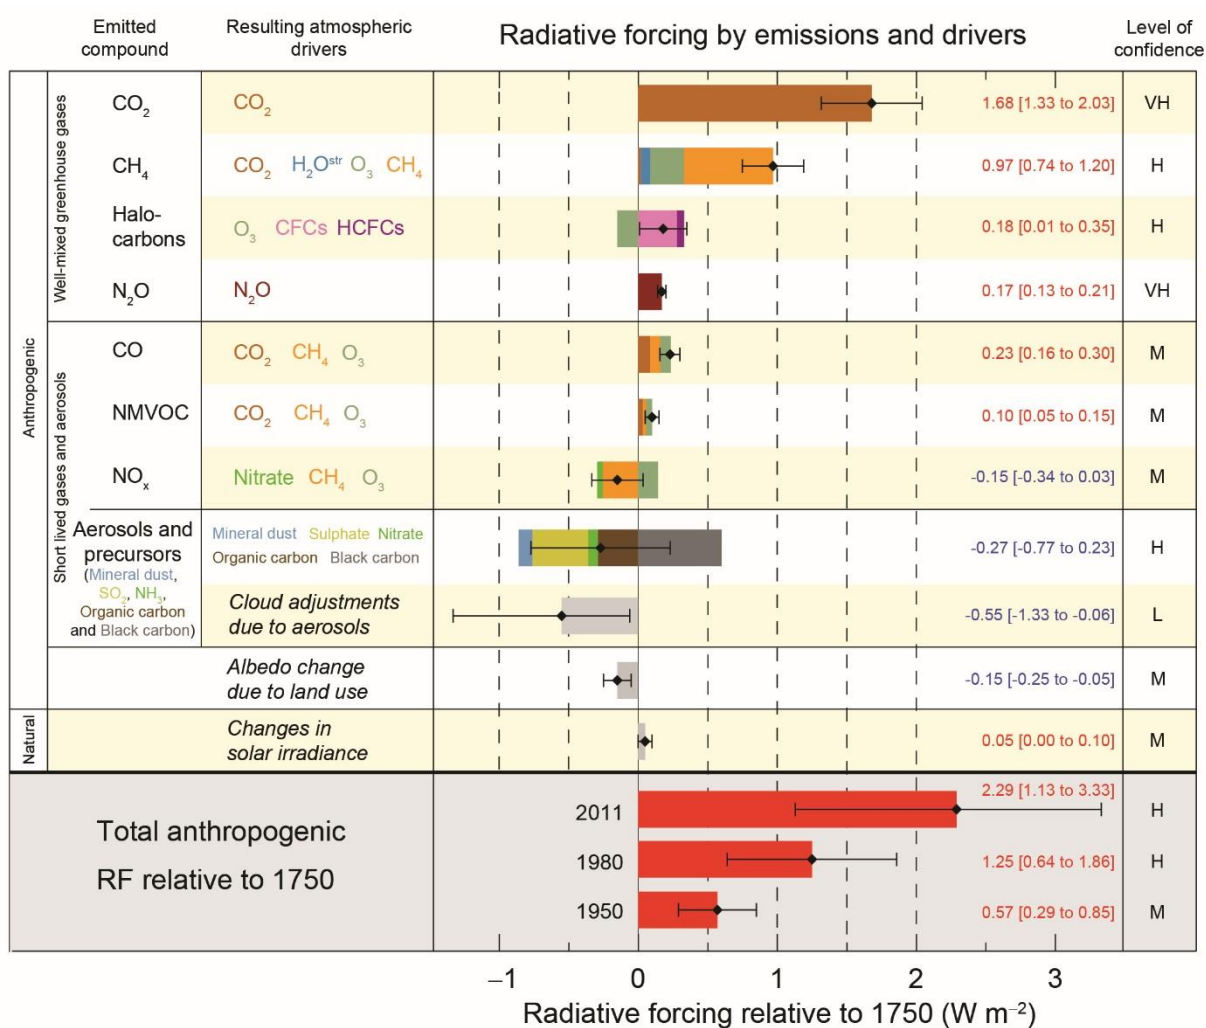 Emitted compound
Resulting atmospheric drivers
Radiative forcing by emissions and drivers
Level of confidence
Anthropogenic
Well-mixed greenhouse gases
CO₂
CO₂
1.68 [1.33 to 2.03]
VH
CH₄
CO₂ H₂Oˢᵗʳ O₃ CH₄
0.97 [0.74 to 1.20]
H
Halo-
carbons
O₃ CFCs HCFCs
0.18 [0.01 to 0.35]
H
N₂O
N₂O
0.17 [0.13 to 0.21]
VH
Short lived gases and aerosols
CO
CO₂ CH₄ O₃
0.23 [0.16 to 0.30]
M
NMVOC
CO₂ CH₄ O₃
0.10 [0.05 to 0.15]
M
NOₓ
Nitrate CH₄ O₃
-0.15 [-0.34 to 0.03]
M
Aerosols and
precursors
(Mineral dust,
SO₂, NH₃,
Organic carbon
and Black carbon)
Mineral dust Sulphate Nitrate
Organic carbon Black carbon
-0.27 [-0.77 to 0.23]
H
Cloud adjustments
due to aerosols
-0.55 [-1.33 to -0.06]
L
Albedo change
due to land use
-0.15 [-0.25 to -0.05]
M
Natural
Changes in
solar irradiance
0.05 [0.00 to 0.10]
M
Total anthropogenic
RF relative to 1750
2011
2.29 [1.13 to 3.33]
H
1980
1.25 [0.64 to 1.86]
H
1950
0.57 [0.29 to 0.85]
M
−1 0 1 2 3
Radiative forcing relative to 1750 (W m⁻²)